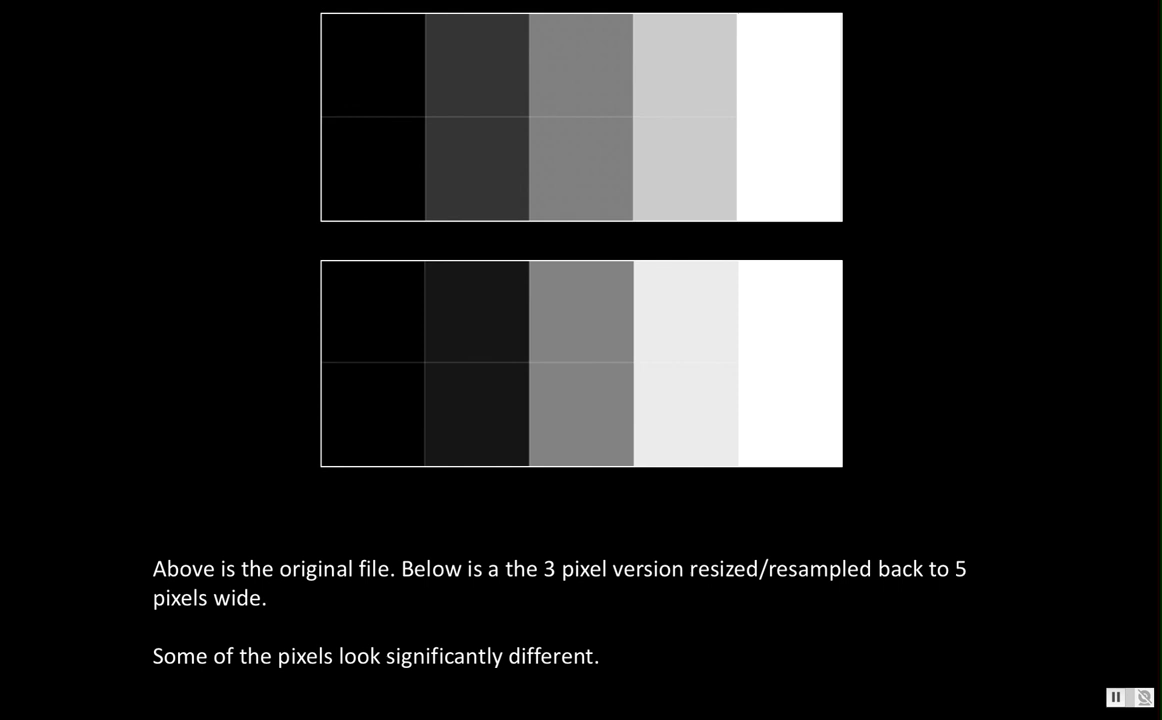 Above is the original file. Below is a the 3 pixel version resized/resampled back to 5
pixels wide.
Some of the pixels look significantly different.